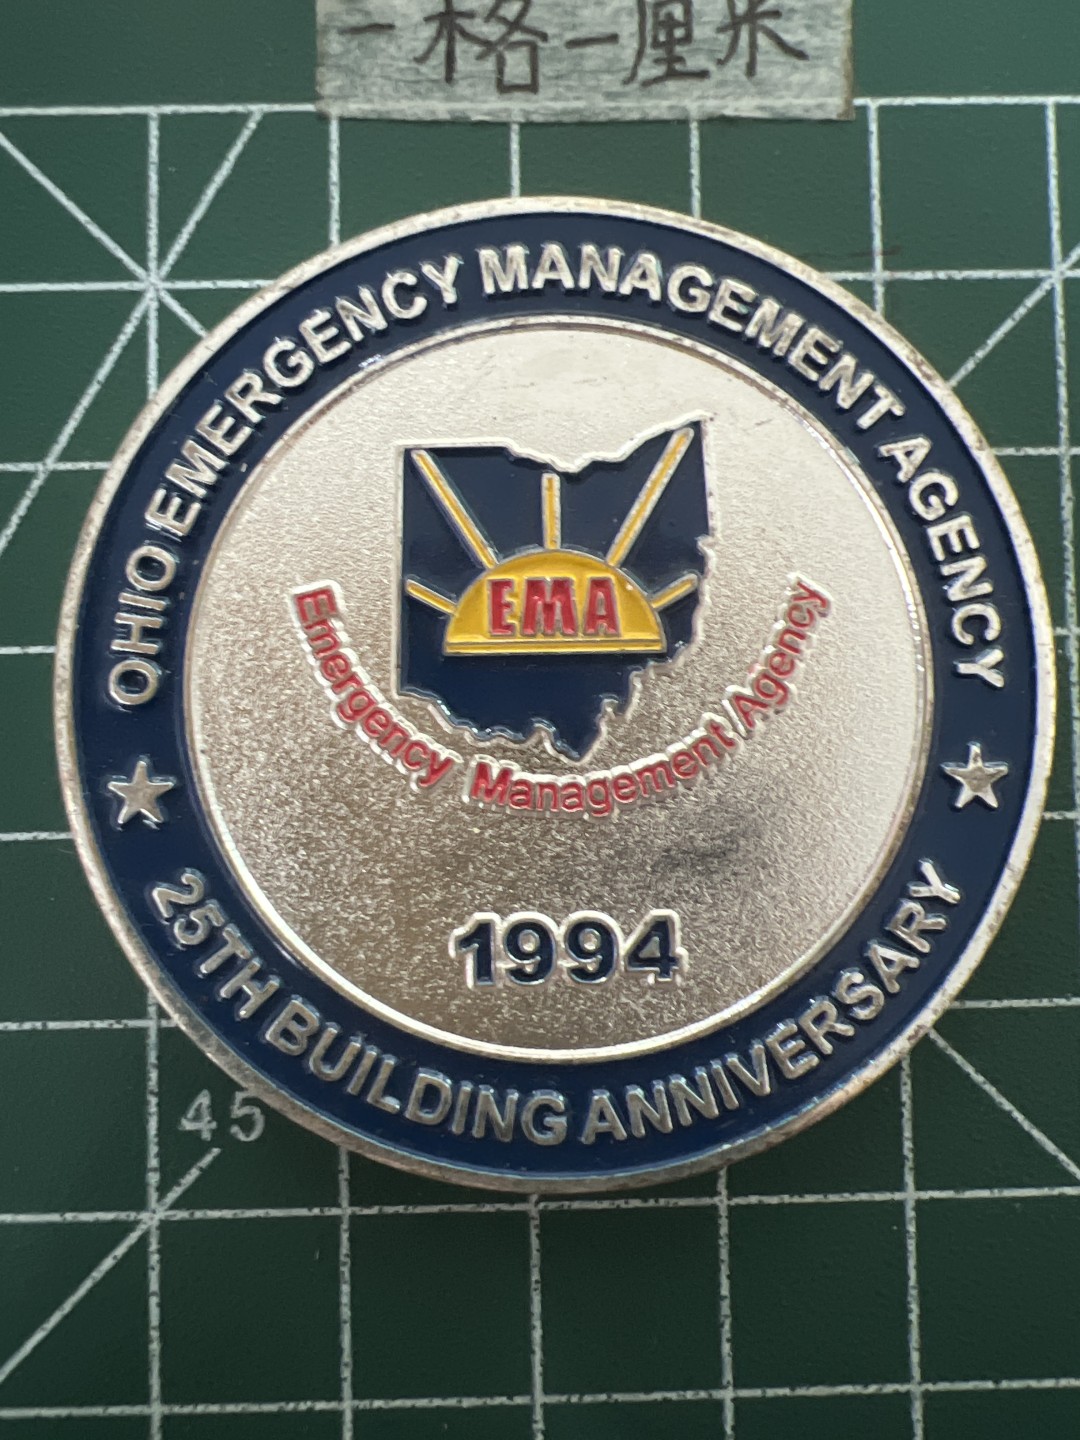 一格一厘米
OHIO EMERGENCY MANAGEMENT AGENCY
EMA
Emergency Management Agency
1994
25TH BUILDING ANNIVERSARY
45